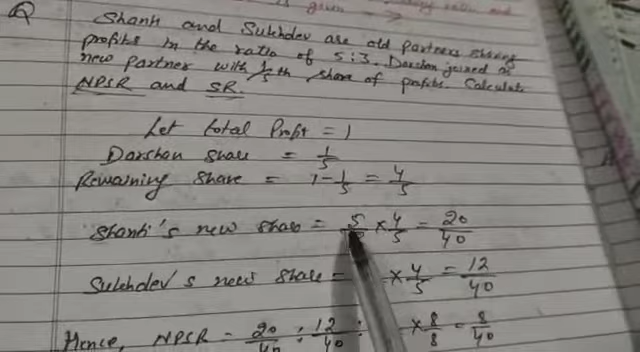 given →
Q Shanti and Sukhdev are old partners sharing
profits in the ratio of 5:3. Darshan joined as
new partner with 1/5th share of profits. Calculate
NPSR and SR.
Let total Profit = 1
Darshan share = 1/5
Remaining Share = 1 - 1/5 = 4/5
Shanti's new share = 5/ × 4/5 = 20/40
Sukhdev's new share = × 4/5 = 12/40
Hence, NPSR = 20/40 : 12/40 : × 8/8 = 8/40